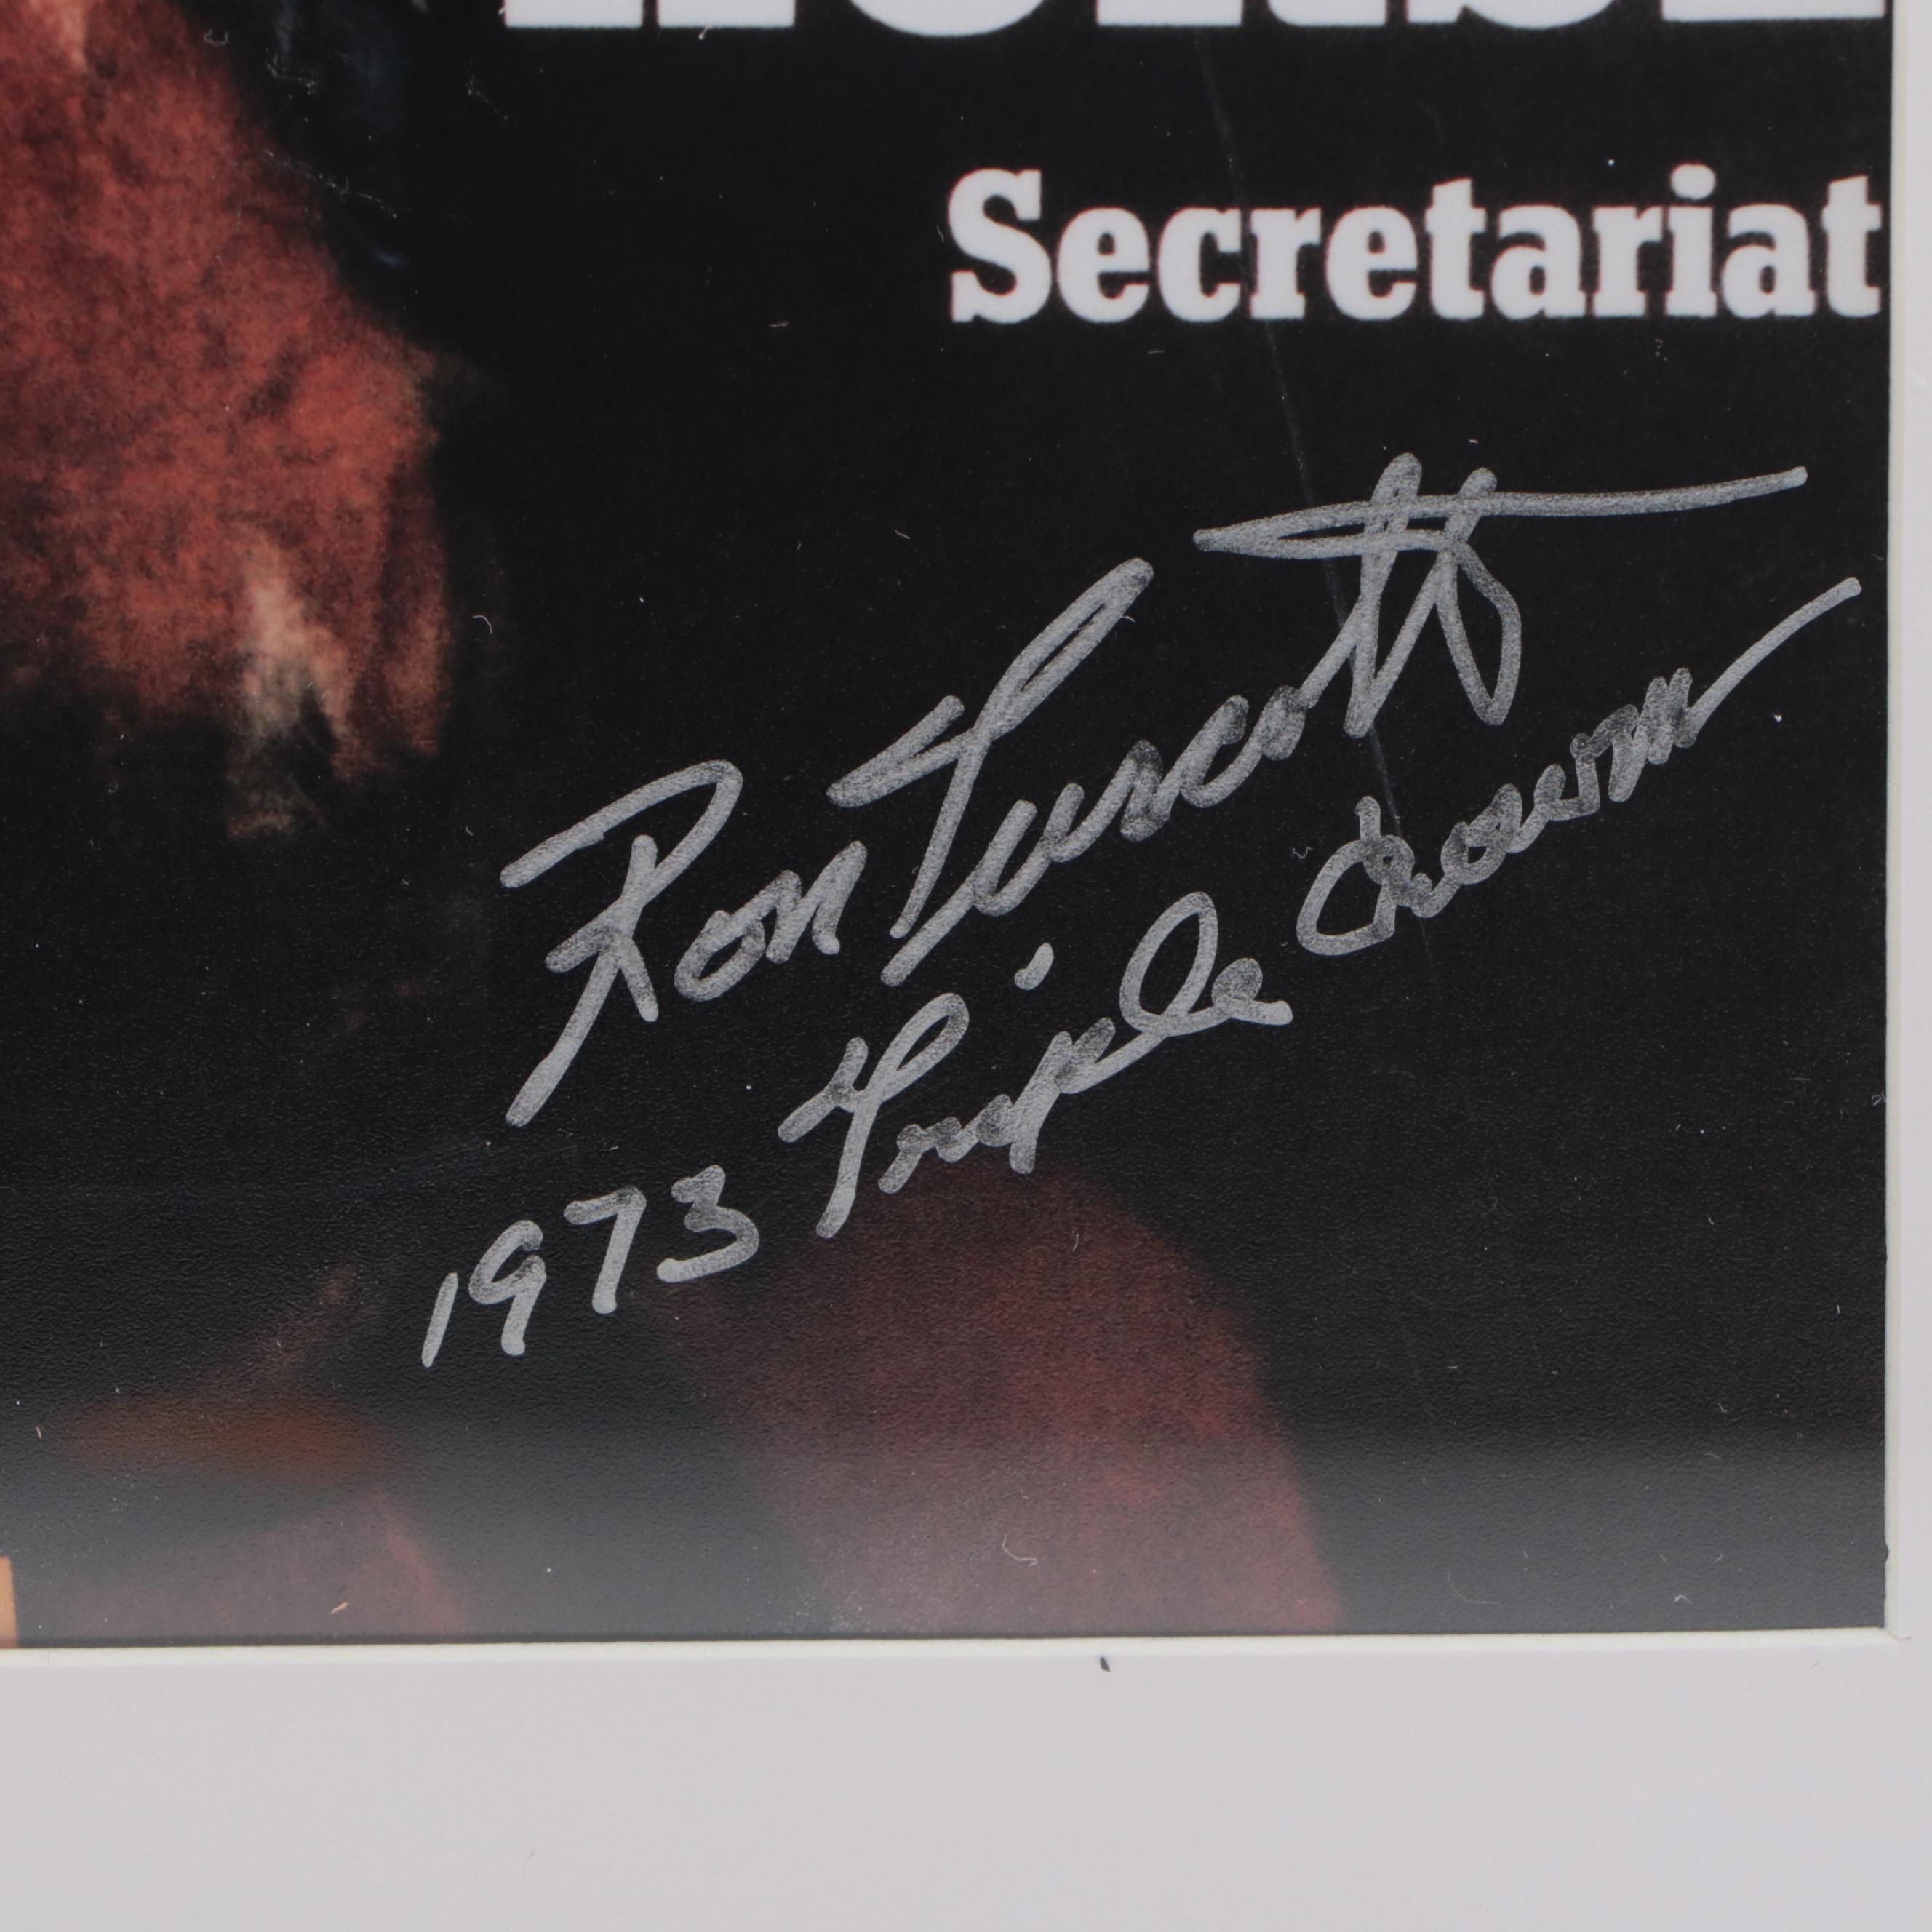 Secretariat
Ron Turcotte
1973 Triple Crown